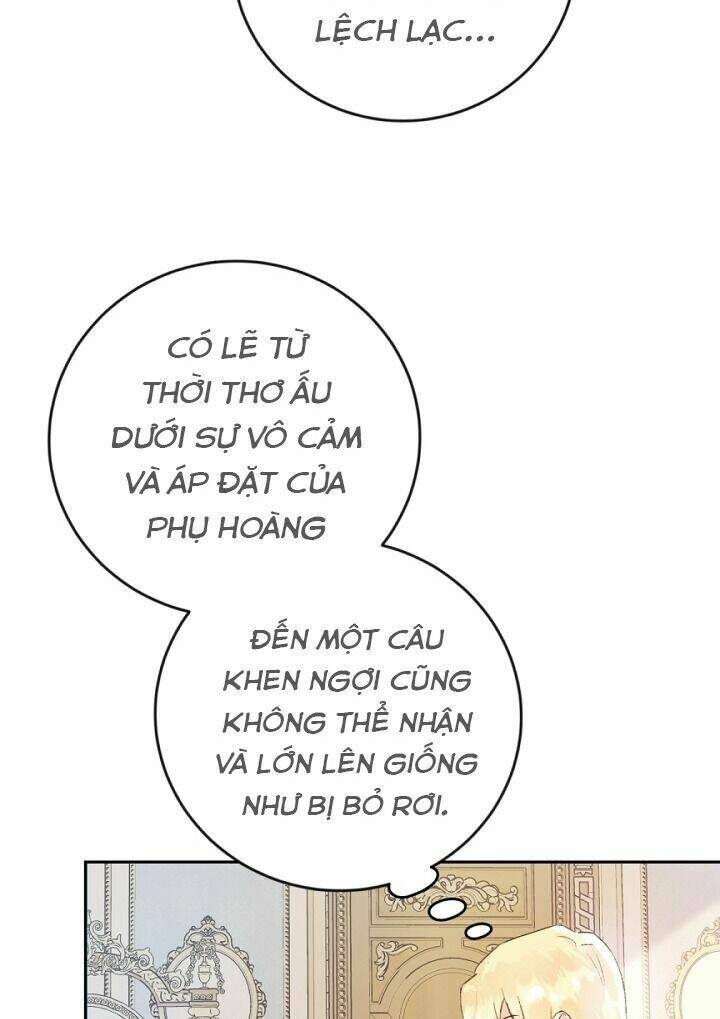 LỆCH LẠC...
CÓ LẼ TỪ
THỜI THƠ ẤU
DƯỚI SỰ VÔ CẢM
VÀ ÁP ĐẶT CỦA
PHỤ HOÀNG
ĐẾN MỘT CÂU
KHEN NGỢI CŨNG
KHÔNG THỂ NHẬN
VÀ LỚN LÊN GIỐNG
NHƯ BỊ BỎ RƠI.